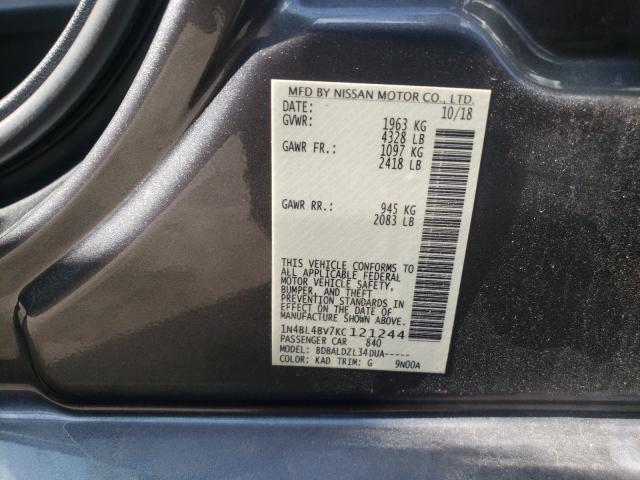 MFD BY NISSAN MOTOR CO., LTD.
DATE: 10/18
GVWR: 1963 KG
4328 LB
GAWR FR.: 1097 KG
2418 LB
GAWR RR.: 945 KG
2083 LB
THIS VEHICLE CONFORMS TO
ALL APPLICABLE FEDERAL
MOTOR VEHICLE SAFETY,
BUMPER, AND THEFT
PREVENTION STANDARDS IN
EFFECT ON THE DATE OF
MANUFACTURE SHOWN ABOVE.
1N4BL4BV7KC121244
PASSENGER CAR 840
MODEL: BDBALDZL34DUA-----
COLOR: KAD TRIM: G 9N00A